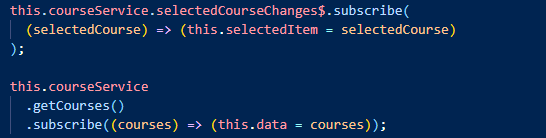 this.courseService.selectedCourseChanges$.subscribe(
  (selectedCourse) => (this.selectedItem = selectedCourse)
);

this.courseService
  .getCourses()
  .subscribe((courses) => (this.data = courses));